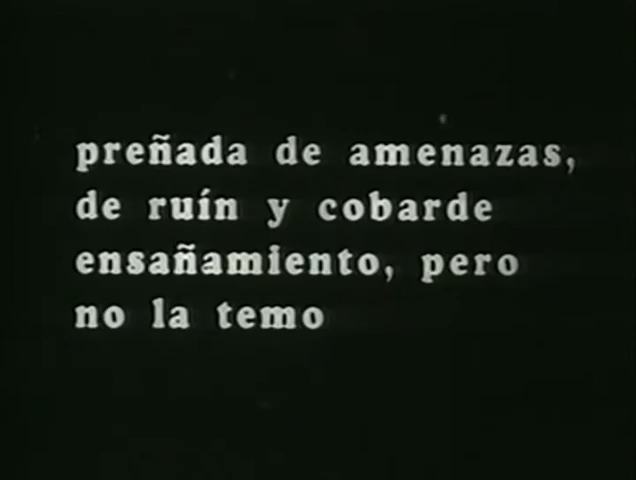 preñada de amenazas,
de ruín y cobarde
ensañamiento, pero
no la temo